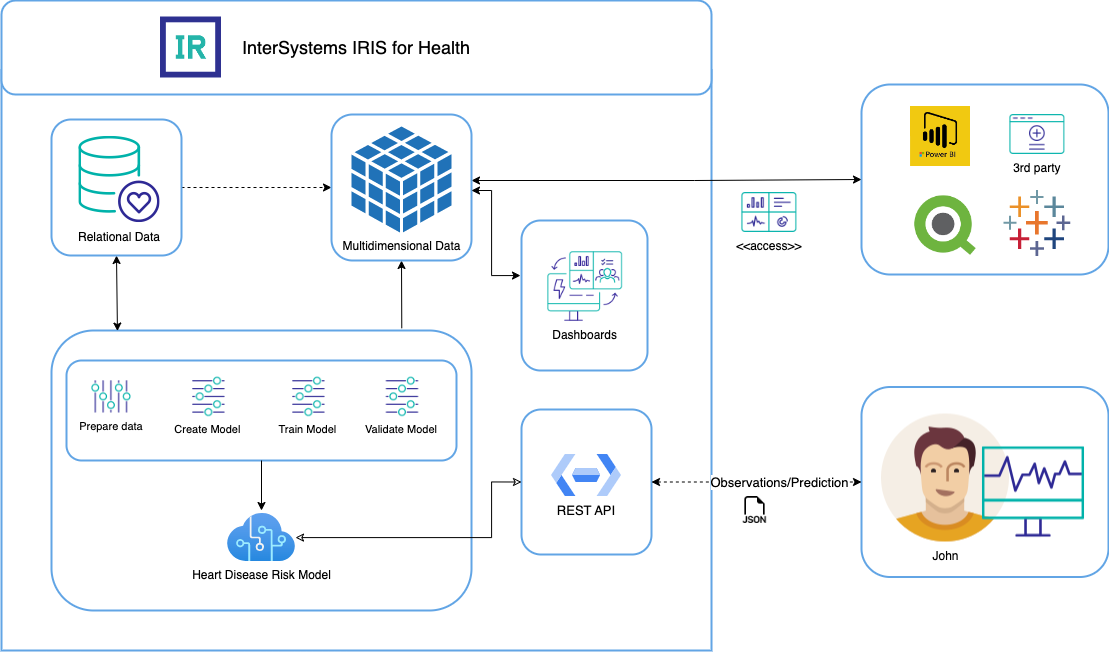 IR
InterSystems IRIS for Health
Relational Data
Multidimensional Data
Dashboards
<<access>>
Power BI
3rd party
Prepare data
Create Model
Train Model
Validate Model
Heart Disease Risk Model
REST API
Observations/Prediction
JSON
John